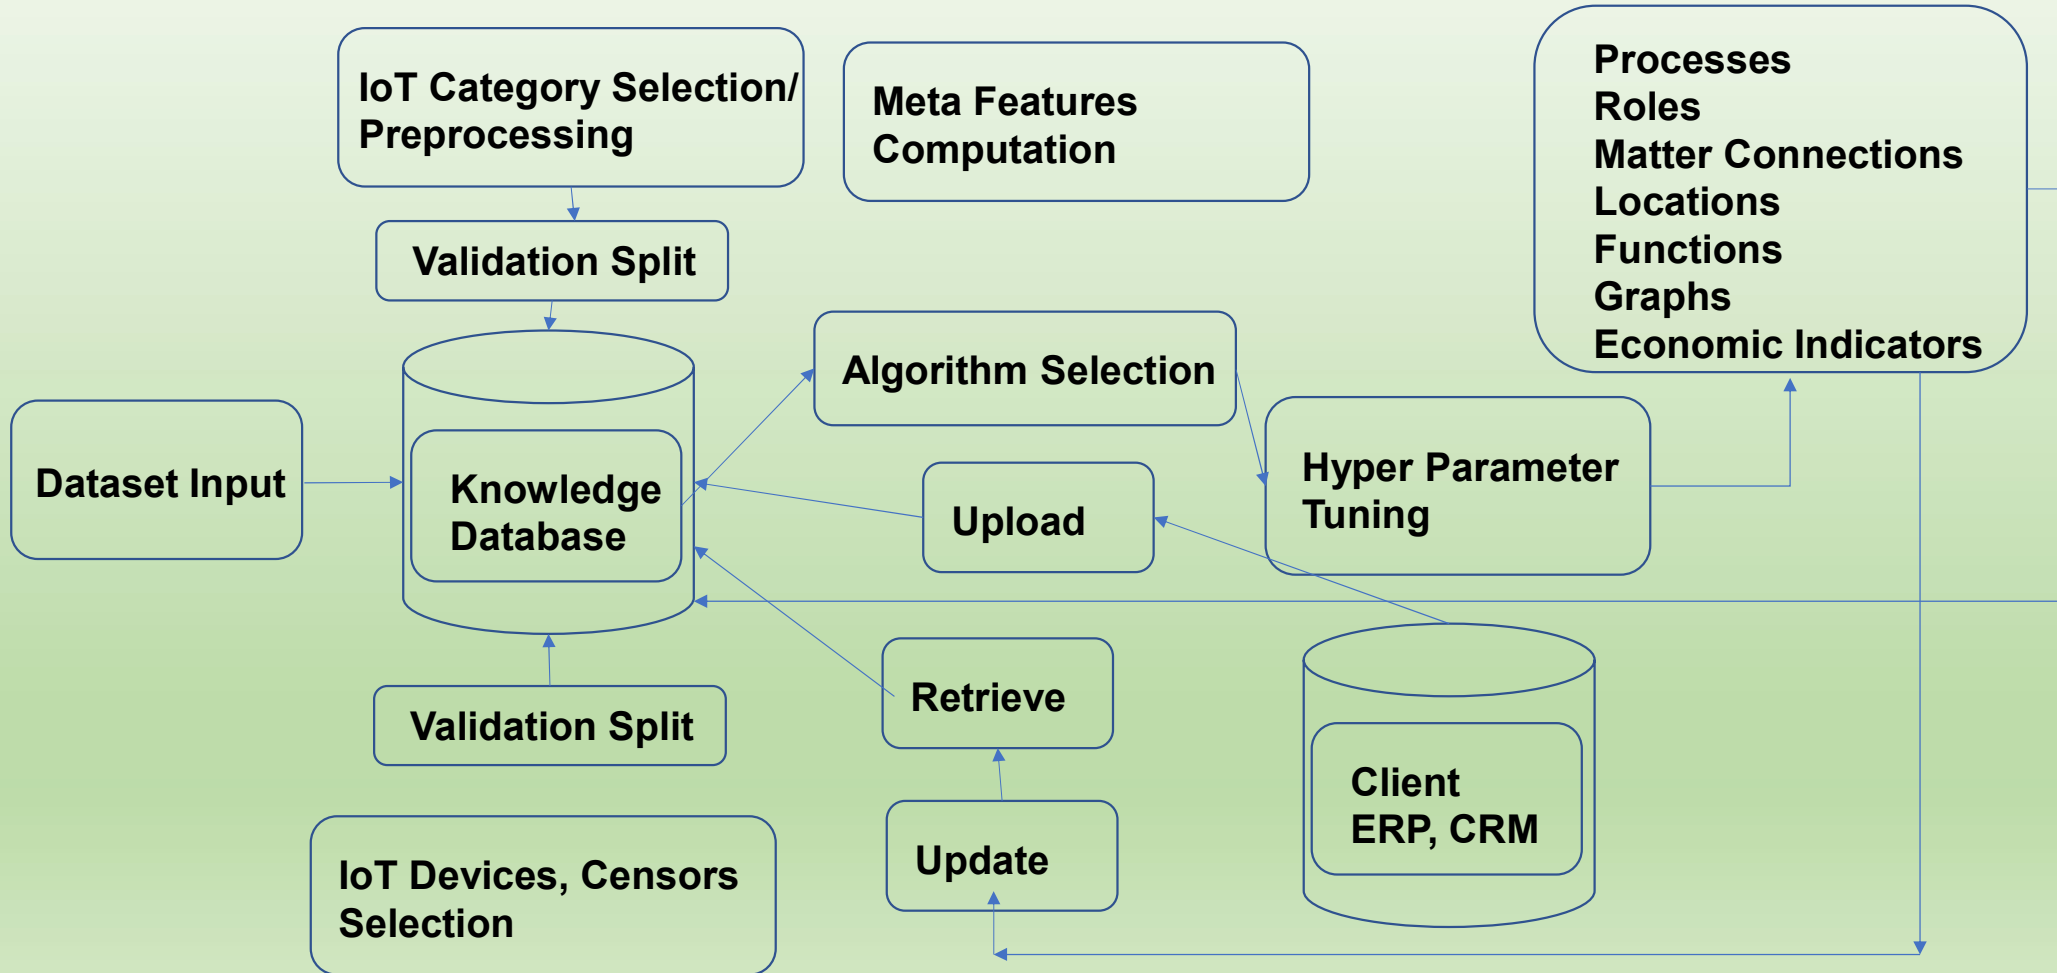 IoT Category Selection/
Preprocessing
Meta Features
Computation
Processes
Roles
Matter Connections
Locations
Functions
Graphs
Economic Indicators
Validation Split
Algorithm Selection
Dataset Input
Knowledge
Database
Upload
Hyper Parameter
Tuning
Validation Split
Retrieve
Client
ERP, CRM
Update
IoT Devices, Censors
Selection